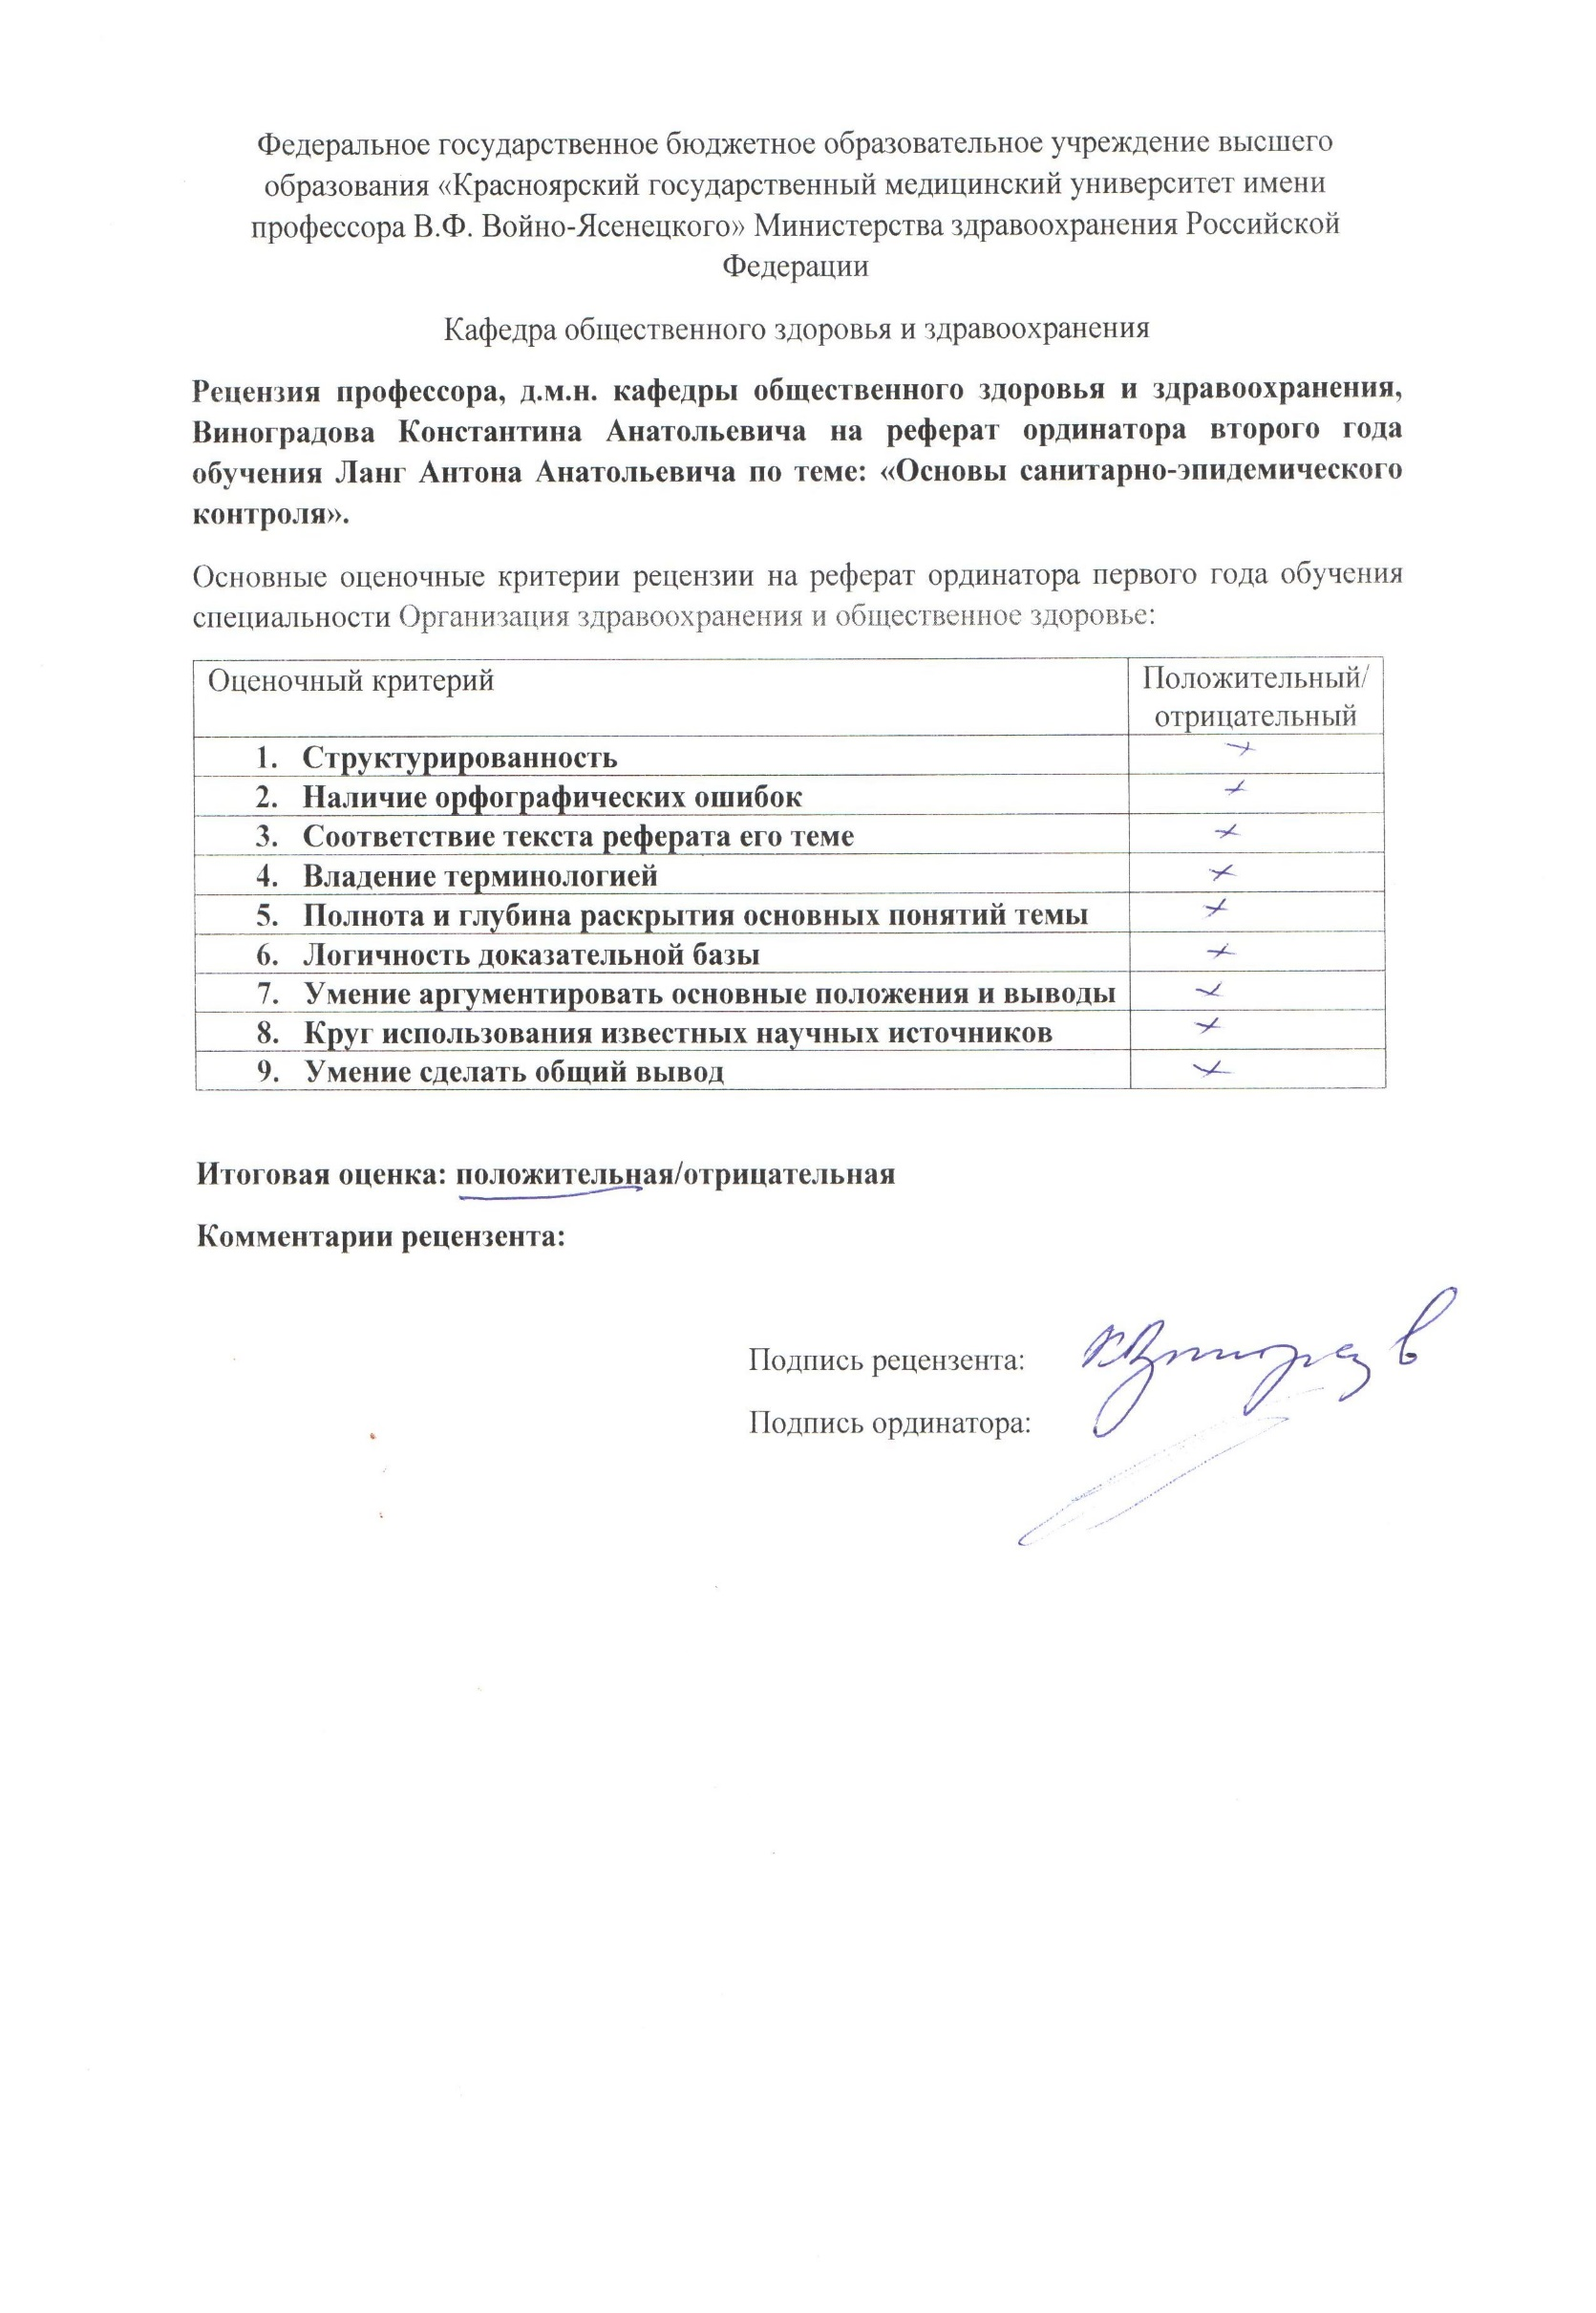 Федеральное государственное бюджетное образовательное учреждение высшего
образования «Красноярский государственный медицинский университет имени
профессора В.Ф. Войно-Ясенецкого» Министерства здравоохранения Российской
Федерации
Кафедра общественного здоровья и здравоохранения
Рецензия профессора, д.м.н. кафедры общественного здоровья и здравоохранения,
Виноградова Константина Анатольевича на реферат ординатора второго года
обучения Ланг Антона Анатольевича по теме: «Основы санитарно-эпидемического
контроля».
Основные оценочные критерии рецензии на реферат ординатора первого года обучения
специальности Организация здравоохранения и общественное здоровье:
Оценочный критерий Положительный/
отрицательный
1. Структурированность +
2. Наличие орфографических ошибок +
3. Соответствие текста реферата его теме +
4. Владение терминологией +
5. Полнота и глубина раскрытия основных понятий темы +
6. Логичность доказательной базы +
7. Умение аргументировать основные положения и выводы +
8. Круг использования известных научных источников +
9. Умение сделать общий вывод +
Итоговая оценка: положительная/отрицательная
Комментарии рецензента:
Подпись рецензента:
Подпись ординатора: